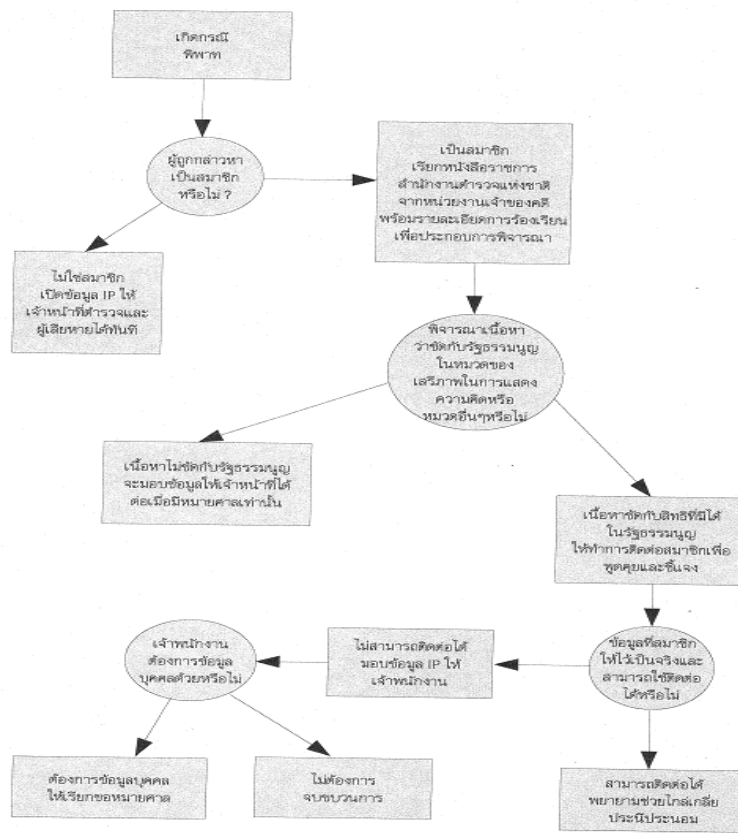 เกิดกรณี
พิพาท
ผู้ถูกกล่าวหา
เป็นสมาชิก
หรือไม่ ?
เป็นสมาชิก
เรียกหนังสือราชการ
สำนักงานตำรวจแห่งชาติ
จากหน่วยงานเจ้าของคดี
พร้อมรายละเอียดการร้องเรียน
เพื่อประกอบการพิจารณา
ไม่ใช่สมาชิก
เปิดข้อมูล IP ให้
เจ้าหน้าที่ตำรวจและ
ผู้เสียหายได้ทันที
พิจารณาเนื้อหา
ว่าขัดกับรัฐธรรมนูญ
ในหมวดของ
เสรีภาพในการแสดง
ความคิดหรือ
หมวดอื่นๆหรือไม่
เนื้อหาไม่ขัดกับรัฐธรรมนูญ
จะมอบข้อมูลให้เจ้าหน้าที่ได้
ต่อเมื่อมีหมายศาลเท่านั้น
เนื้อหาขัดกับสิทธิที่มีได้
ในรัฐธรรมนูญ
ให้ทำการติดต่อสมาชิกเพื่อ
พูดคุยและชี้แจง
เจ้าพนักงาน
ต้องการข้อมูล
บุคคลด้วยหรือไม่
ไม่สามารถติดต่อได้
มอบข้อมูล IP ให้
เจ้าพนักงาน
ข้อมูลที่สมาชิก
ให้ไว้เป็นจริงและ
สามารถใช้ติดต่อ
ได้หรือไม่
ต้องการข้อมูลบุคคล
ให้เรียกขอหมายศาล
ไม่ต้องการ
จบขบวนการ
สามารถติดต่อได้
พยายามช่วยไกล่เกลี่ย
ประนีประนอม